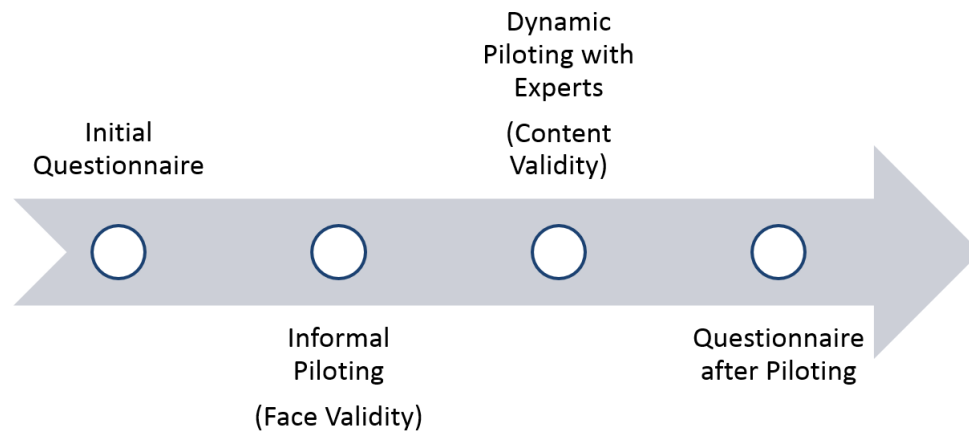 Initial
Questionnaire
Informal
Piloting
(Face Validity)
Dynamic
Piloting with
Experts
(Content
Validity)
Questionnaire
after Piloting